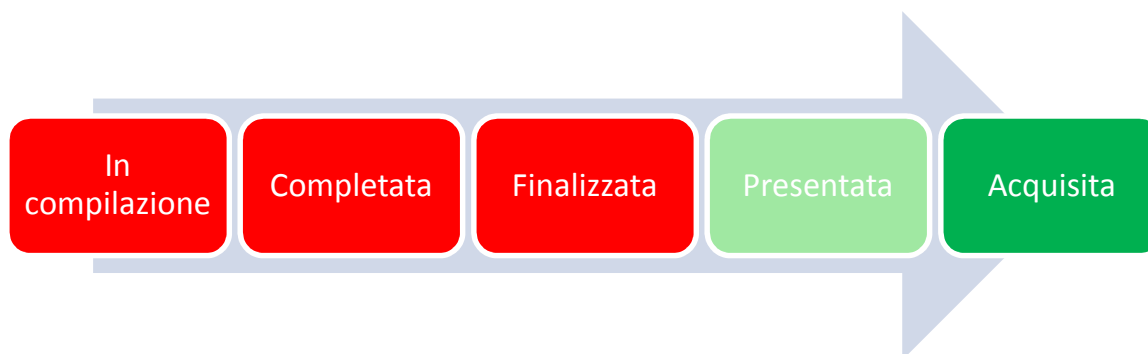 In
compilazione
Completata
Finalizzata
Presentata
Acquisita